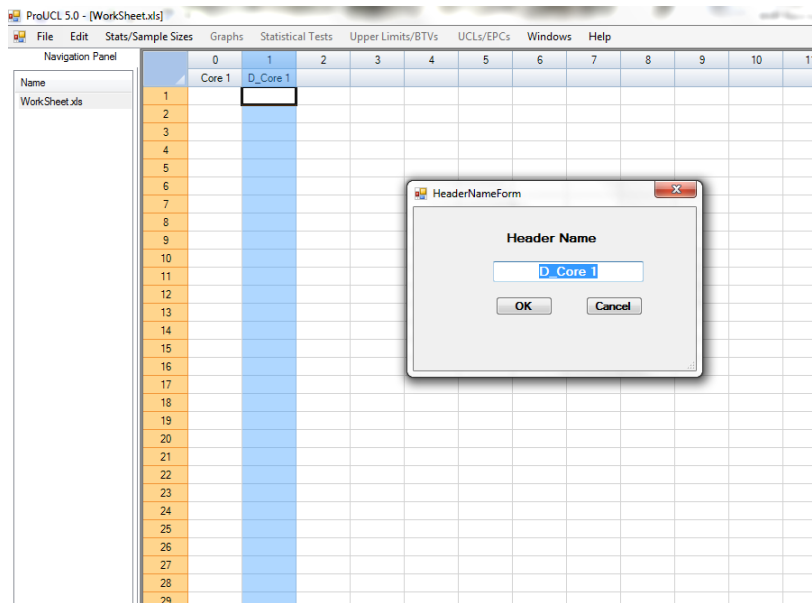 ProUCL 5.0 - [WorkSheet.xls]
File Edit Stats/Sample Sizes Graphs Statistical Tests Upper Limits/BTVs UCLs/EPCs Windows Help
Navigation Panel
Name
WorkSheet.xls
0 1 2 3 4 5 6 7 8 9 10
Core 1 D_Core 1
1
2
3
4
5
6
7
8
9
10
11
12
13
14
15
16
17
18
19
20
21
22
23
24
25
26
27
28
29
HeaderNameForm
Header Name
D_Core 1
OK Cancel